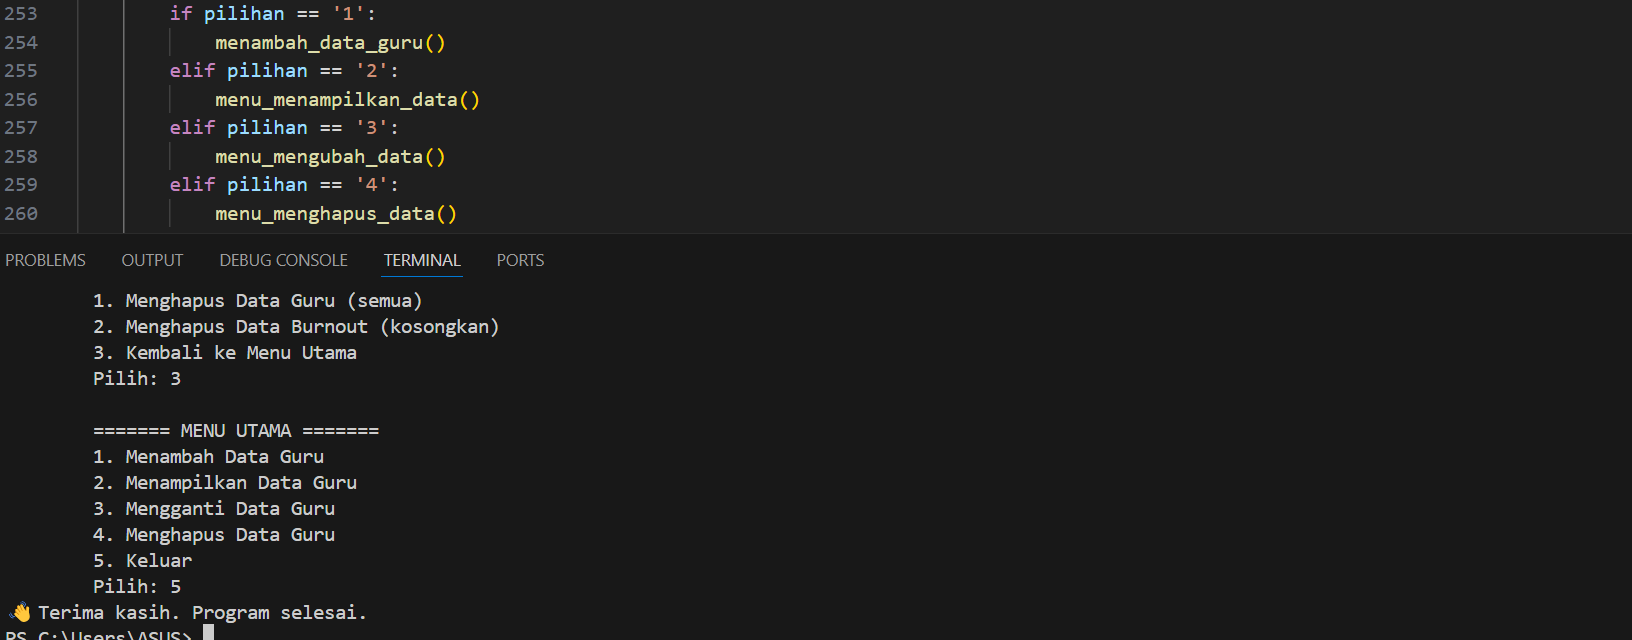 253 if pilihan == '1':
254 menambah_data_guru()
255 elif pilihan == '2':
256 menu_menampilkan_data()
257 elif pilihan == '3':
258 menu_mengubah_data()
259 elif pilihan == '4':
260 menu_menghapus_data()
PROBLEMS OUTPUT DEBUG CONSOLE TERMINAL PORTS
1. Menghapus Data Guru (semua)
2. Menghapus Data Burnout (kosongkan)
3. Kembali ke Menu Utama
Pilih: 3
======= MENU UTAMA =======
1. Menambah Data Guru
2. Menampilkan Data Guru
3. Mengganti Data Guru
4. Menghapus Data Guru
5. Keluar
Pilih: 5
👋 Terima kasih. Program selesai.
PS C:\Users\ASUS>